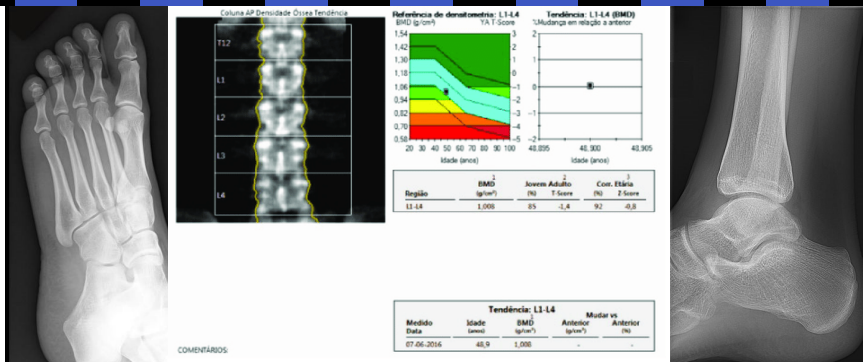 Coluna AP Densidade Óssea Tendência
T12
L1
L2
L3
L4
Referência de densitometria: L1-L4
BMD (g/cm²) YA T-Score
1,54 3
1,42 2
1,30 1
1,18 0
1,06 -1
0,94 -2
0,82 -3
0,70 -4
0,58 -5
20 30 40 50 60 70 80 90 100
Idade (anos)
Tendência: L1-L4 (BMD)
%Mudança em relação a anterior
2
1
0
-1
-2
48,895 48,900 48,905
Idade (anos)
1 2 3
BMD Jovem Adulto Corr. Etária
Região (g/cm²) (%) T-Score (%) Z-Score
L1-L4 1,008 85 -1,4 92 -0,8
Tendência: L1-L4
1 Mudar vs
Medido Idade BMD Anterior Anterior
Data (anos) (g/cm²) (g/cm²) (%)
07-06-2016 48,9 1,008 - -
COMENTÁRIOS: